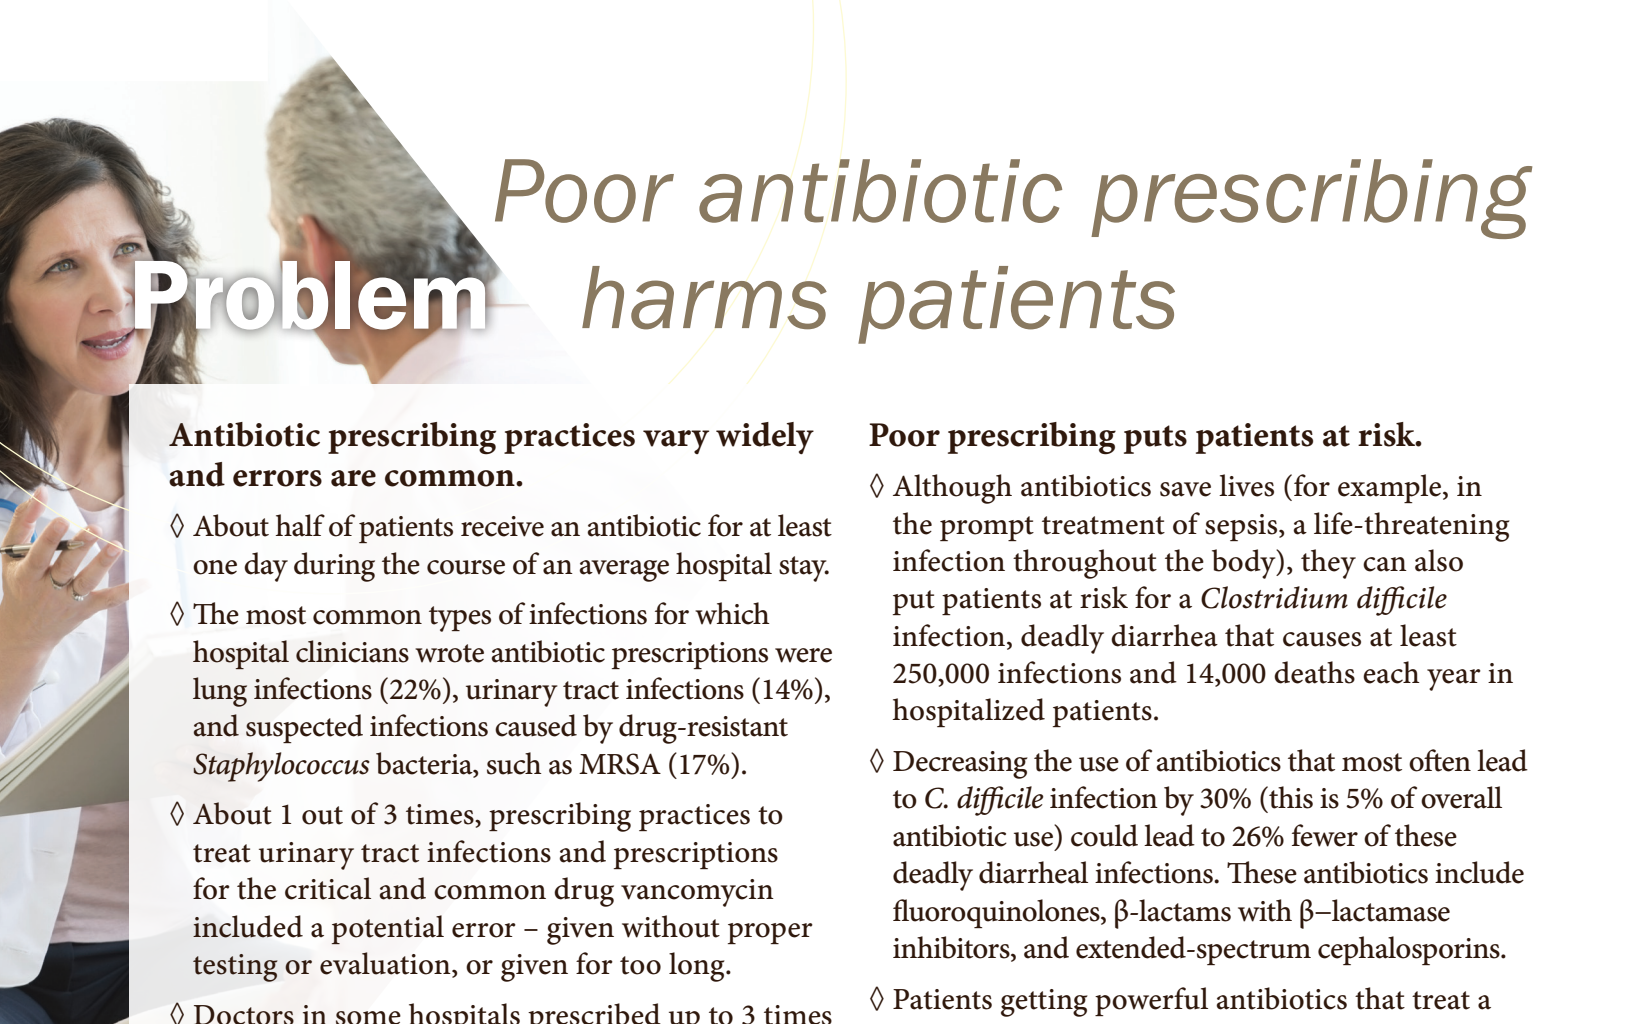 Poor antibiotic prescribing
Problem harms patients
Antibiotic prescribing practices vary widely
and errors are common.
◊ About half of patients receive an antibiotic for at least
one day during the course of an average hospital stay.
◊ The most common types of infections for which
hospital clinicians wrote antibiotic prescriptions were
lung infections (22%), urinary tract infections (14%),
and suspected infections caused by drug-resistant
Staphylococcus bacteria, such as MRSA (17%).
◊ About 1 out of 3 times, prescribing practices to
treat urinary tract infections and prescriptions
for the critical and common drug vancomycin
included a potential error – given without proper
testing or evaluation, or given for too long.
◊ Doctors in some hospitals prescribed up to 3 times
Poor prescribing puts patients at risk.
◊ Although antibiotics save lives (for example, in
the prompt treatment of sepsis, a life-threatening
infection throughout the body), they can also
put patients at risk for a Clostridium difficile
infection, deadly diarrhea that causes at least
250,000 infections and 14,000 deaths each year in
hospitalized patients.
◊ Decreasing the use of antibiotics that most often lead
to C. difficile infection by 30% (this is 5% of overall
antibiotic use) could lead to 26% fewer of these
deadly diarrheal infections. These antibiotics include
fluoroquinolones, β-lactams with β–lactamase
inhibitors, and extended-spectrum cephalosporins.
◊ Patients getting powerful antibiotics that treat a